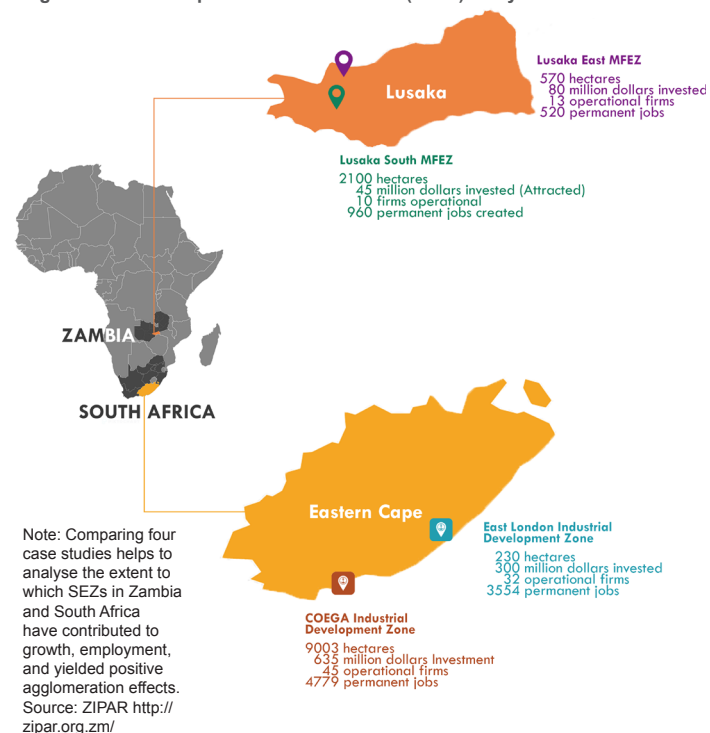 Lusaka East MFEZ
570 hectares
80 million dollars invested
13 operational firms
520 permanent jobs
Lusaka
Lusaka South MFEZ
2100 hectares
45 million dollars invested (Attracted)
10 firms operational
960 permanent jobs created
ZAMBIA
SOUTH AFRICA
Eastern Cape
East London Industrial
Development Zone
230 hectares
300 million dollars invested
32 operational firms
3554 permanent jobs
COEGA Industrial
Development Zone
9003 hectares
635 million dollars Investment
45 operational firms
4779 permanent jobs
Note: Comparing four
case studies helps to
analyse the extent to
which SEZs in Zambia
and South Africa
have contributed to
growth, employment,
and yielded positive
agglomeration effects.
Source: ZIPAR http://
zipar.org.zm/